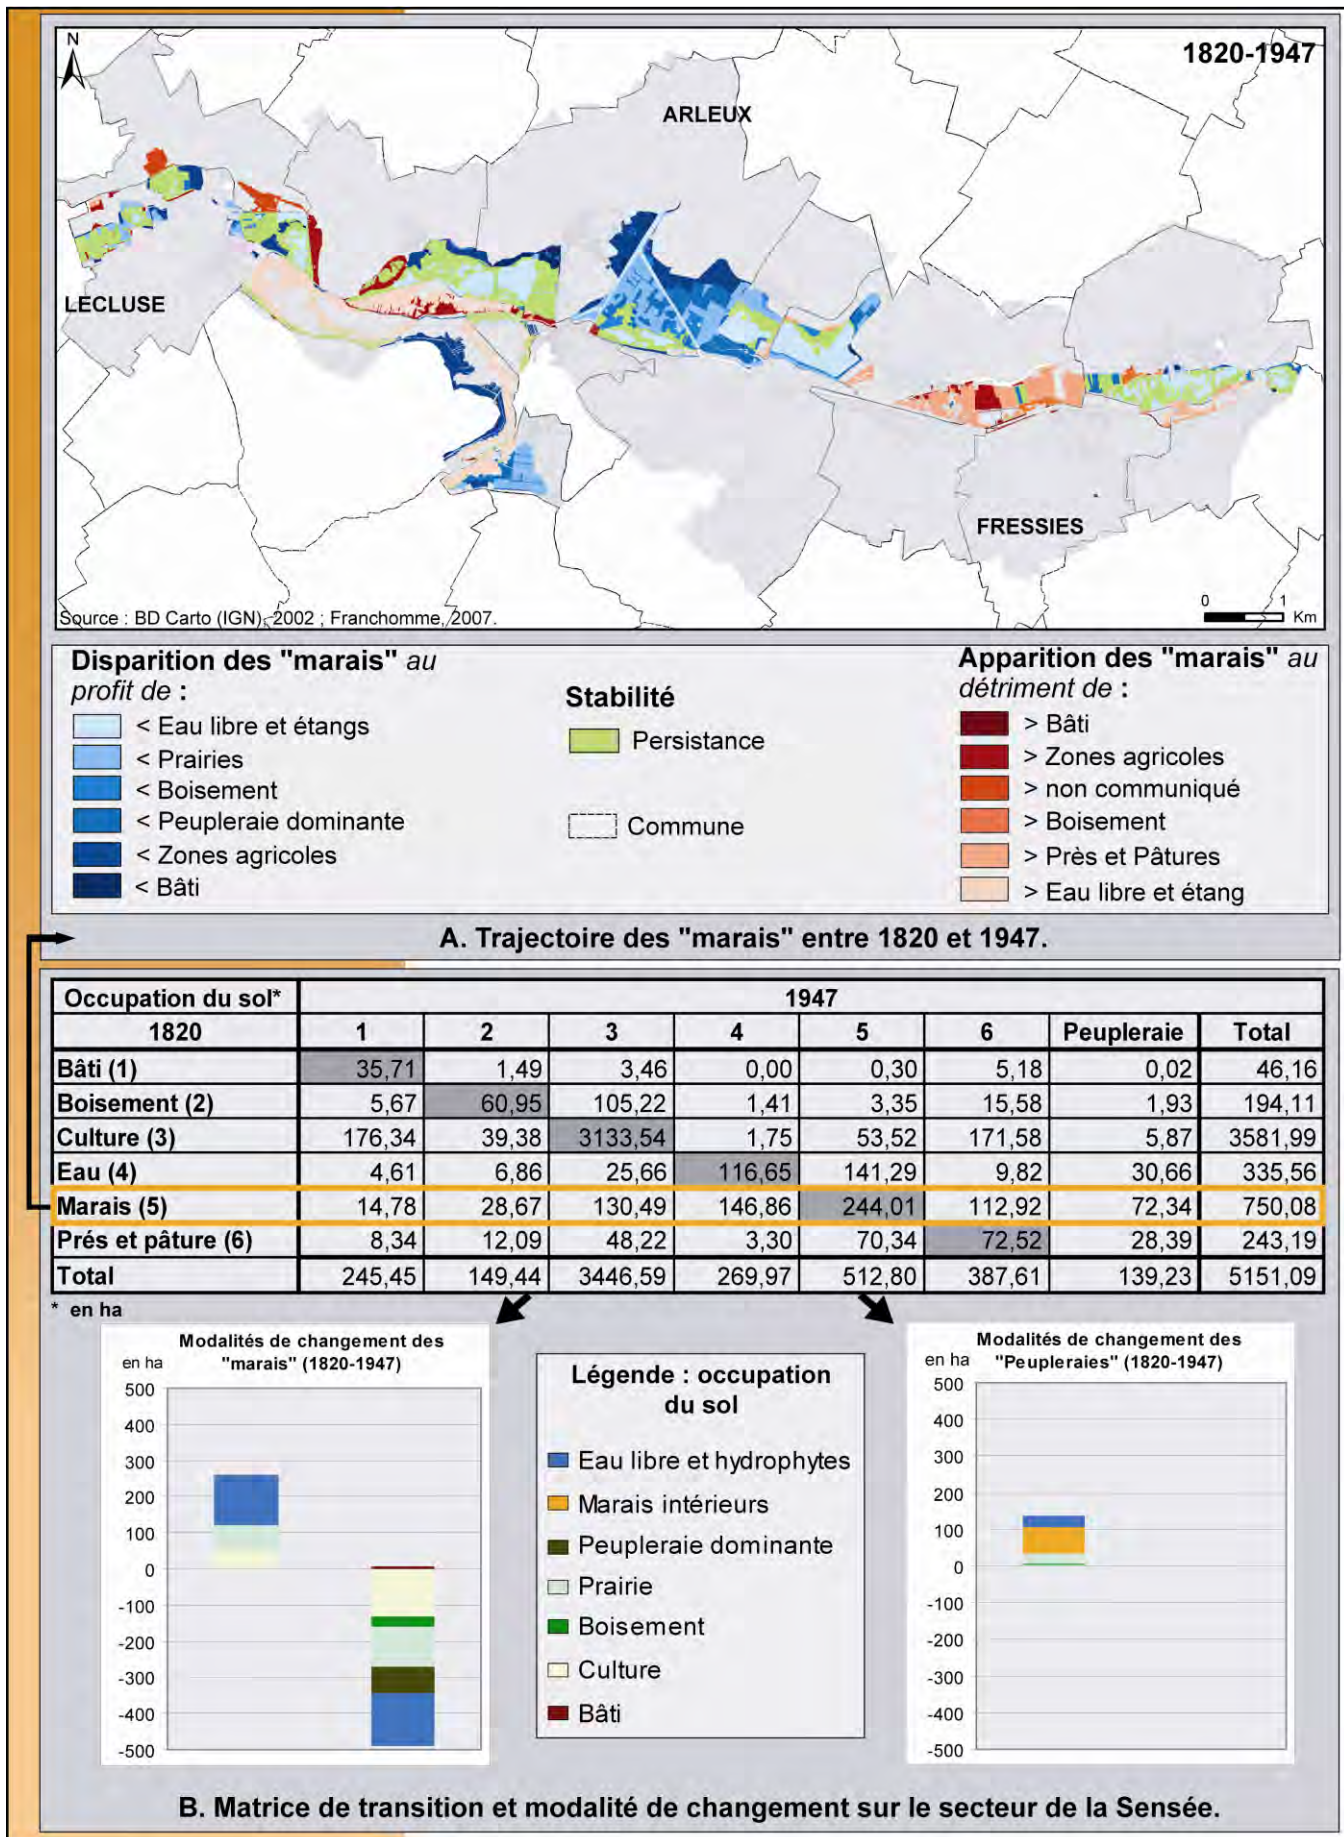 N
1820-1947
ARLEUX
LECLUSE
FRESSIES
0 1
Km
Source : BD Carto (IGN), 2002 ; Franchomme, 2007.
Disparition des "marais" au
profit de :
< Eau libre et étangs
< Prairies
< Boisement
< Peupleraie dominante
< Zones agricoles
< Bâti
Stabilité
Persistance
Commune
Apparition des "marais" au
détriment de :
> Bâti
> Zones agricoles
> non communiqué
> Boisement
> Près et Pâtures
> Eau libre et étang
A. Trajectoire des "marais" entre 1820 et 1947.
Occupation du sol* 1947
1820 1 2 3 4 5 6 Peupleraie Total
Bâti (1) 35,71 1,49 3,46 0,00 0,30 5,18 0,02 46,16
Boisement (2) 5,67 60,95 105,22 1,41 3,35 15,58 1,93 194,11
Culture (3) 176,34 39,38 3133,54 1,75 53,52 171,58 5,87 3581,99
Eau (4) 4,61 6,86 25,66 116,65 141,29 9,82 30,66 335,56
Marais (5) 14,78 28,67 130,49 146,86 244,01 112,92 72,34 750,08
Prés et pâture (6) 8,34 12,09 48,22 3,30 70,34 72,52 28,39 243,19
Total 245,45 149,44 3446,59 269,97 512,80 387,61 139,23 5151,09
* en ha
Modalités de changement des
en ha "marais" (1820-1947)
500
400
300
200
100
0
-100
-200
-300
-400
-500
Légende : occupation
du sol
Eau libre et hydrophytes
Marais intérieurs
Peupleraie dominante
Prairie
Boisement
Culture
Bâti
Modalités de changement des
en ha "Peupleraies" (1820-1947)
500
400
300
200
100
0
-100
-200
-300
-400
-500
B. Matrice de transition et modalité de changement sur le secteur de la Sensée.